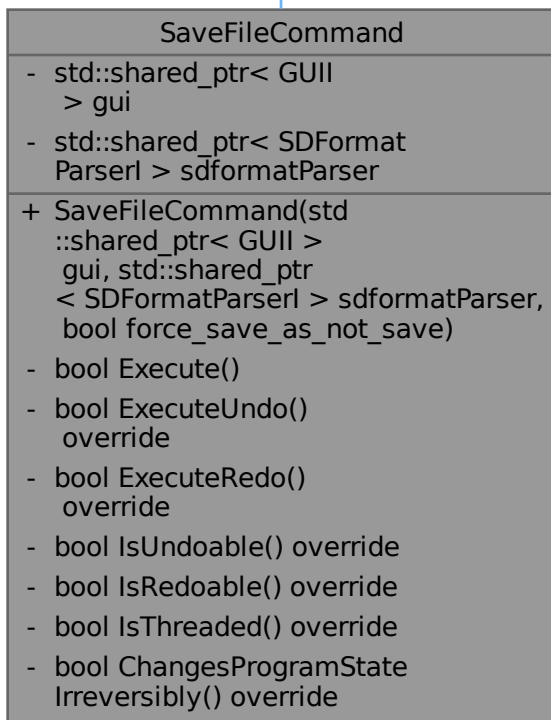 SaveFileCommand
- std::shared_ptr< GUII
> gui
- std::shared_ptr< SDFormat
ParserI > sdformatParser
+ SaveFileCommand(std
::shared_ptr< GUII >
gui, std::shared_ptr
< SDFormatParserI > sdformatParser,
bool force_save_as_not_save)
- bool Execute()
- bool ExecuteUndo()
override
- bool ExecuteRedo()
override
- bool IsUndoable() override
- bool IsRedoable() override
- bool IsThreaded() override
- bool ChangesProgramState
Irreversibly() override